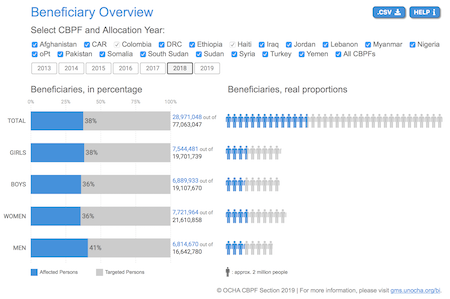 Beneficiary Overview
.CSV
HELP
Select CBPF and Allocation Year:
Afghanistan CAR Colombia DRC Ethiopia Haiti Iraq Jordan Lebanon Myanmar Nigeria
oPt Pakistan Somalia South Sudan Sudan Syria Turkey Yemen All CBPFs
2013 2014 2015 2016 2017 2018 2019
Beneficiaries, in percentage
Beneficiaries, real proportions
0% 35% 70% 100%
TOTAL 38% 28,971,048 out of
77,063,047
GIRLS 38% 7,544,481 out of
19,701,739
BOYS 36% 6,889,933 out of
19,107,670
WOMEN 36% 7,721,964 out of
21,610,858
MEN 41% 6,814,670 out of
16,642,780
0% 35% 70% 100%
Affected Persons Targeted Persons
: approx. 2 million people
© OCHA CBPF Section 2019 | For more information, please visit gms.unocha.org/bi.